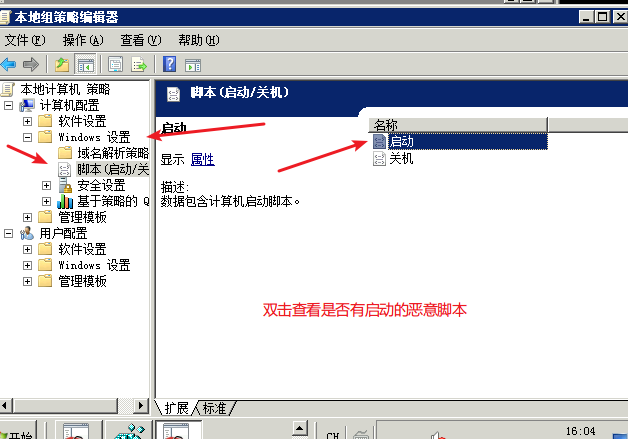 本地组策略编辑器
文件(F) 操作(A) 查看(V) 帮助(H)
本地计算机 策略
计算机配置
软件设置
Windows 设置
域名解析策略
脚本(启动/关
安全设置
基于策略的 Q
管理模板
用户配置
软件设置
Windows 设置
管理模板
脚本(启动/关机)
启动
显示 属性
描述:
数据包含计算机启动脚本。
名称
启动
关机
双击查看是否有启动的恶意脚本
扩展 标准
开始
CH
16:04